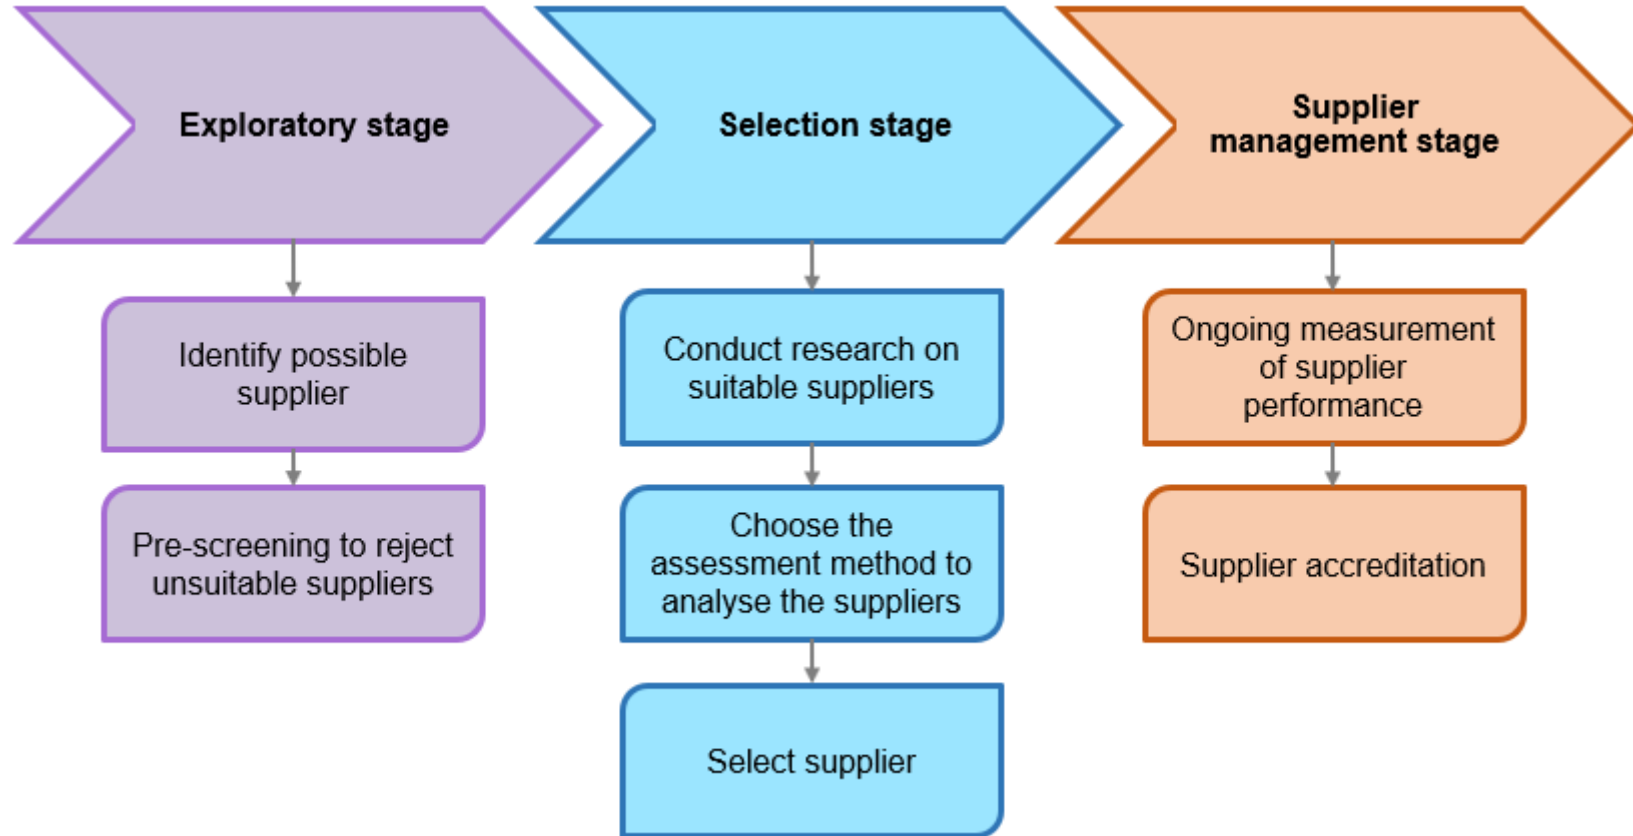 Exploratory stage
Selection stage
Supplier
management stage
Identify possible
supplier
Pre-screening to reject
unsuitable suppliers
Conduct research on
suitable suppliers
Choose the
assessment method to
analyse the suppliers
Select supplier
Ongoing measurement
of supplier
performance
Supplier accreditation